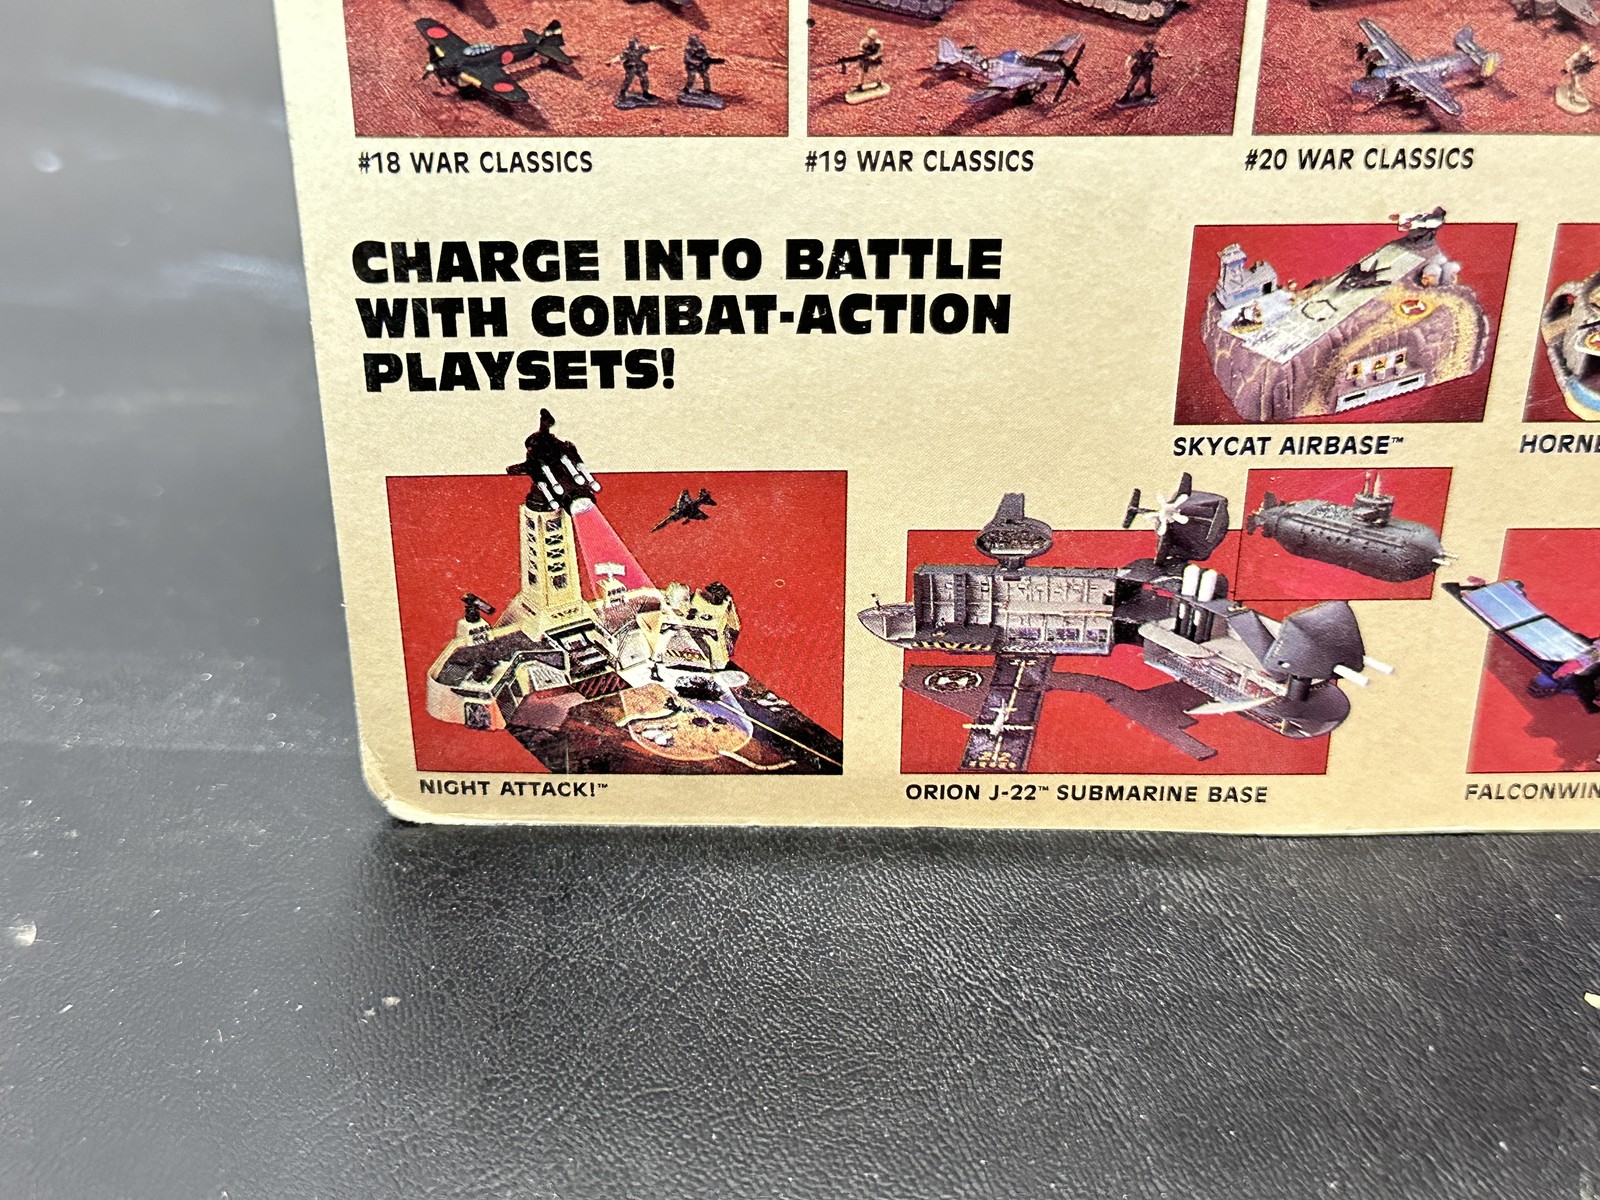 #18 WAR CLASSICS
#19 WAR CLASSICS
#20 WAR CLASSICS
CHARGE INTO BATTLE
WITH COMBAT-ACTION
PLAYSETS!
SKYCAT AIRBASE™
NIGHT ATTACK!™
ORION J-22™ SUBMARINE BASE